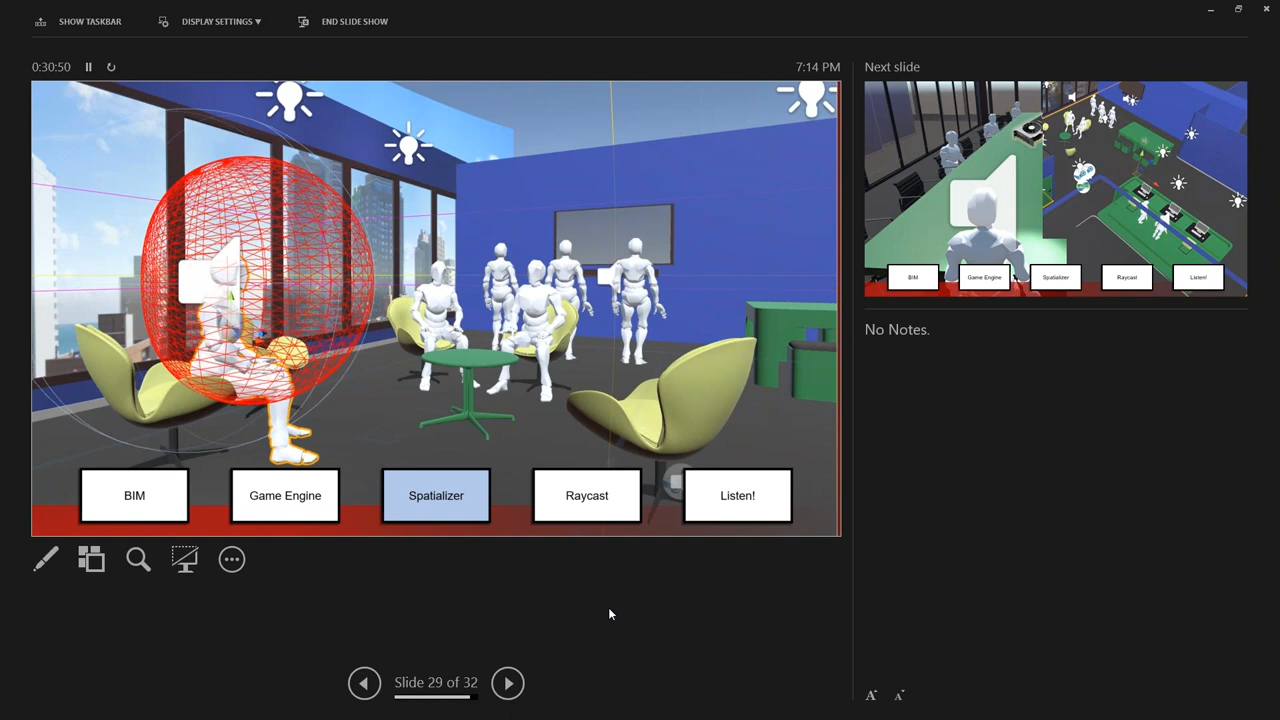 SHOW TASKBAR
DISPLAY SETTINGS ▼
END SLIDE SHOW
0:30:50
7:14 PM
Next slide
BIM
Game Engine
Spatializer
Raycast
Listen!
No Notes.
BIM
Game Engine
Spatializer
Raycast
Listen!
Slide 29 of 32
A
A